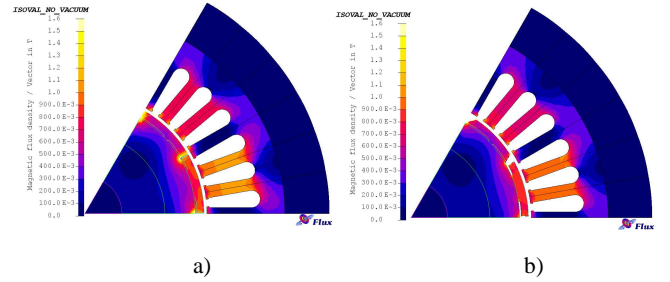 ISOVAL_NO_VACUUM
Magnetic flux density / Vector in T
1.6
1.5
1.4
1.3
1.2
1.1
1.0
900.0E-3
800.0E-3
700.0E-3
600.0E-3
500.0E-3
400.0E-3
300.0E-3
200.0E-3
100.0E-3
0.0
Flux
a)
ISOVAL_NO_VACUUM
Magnetic flux density / Vector in T
1.6
1.5
1.4
1.3
1.2
1.1
1.0
900.0E-3
800.0E-3
700.0E-3
600.0E-3
500.0E-3
400.0E-3
300.0E-3
200.0E-3
100.0E-3
0.0
Flux
b)